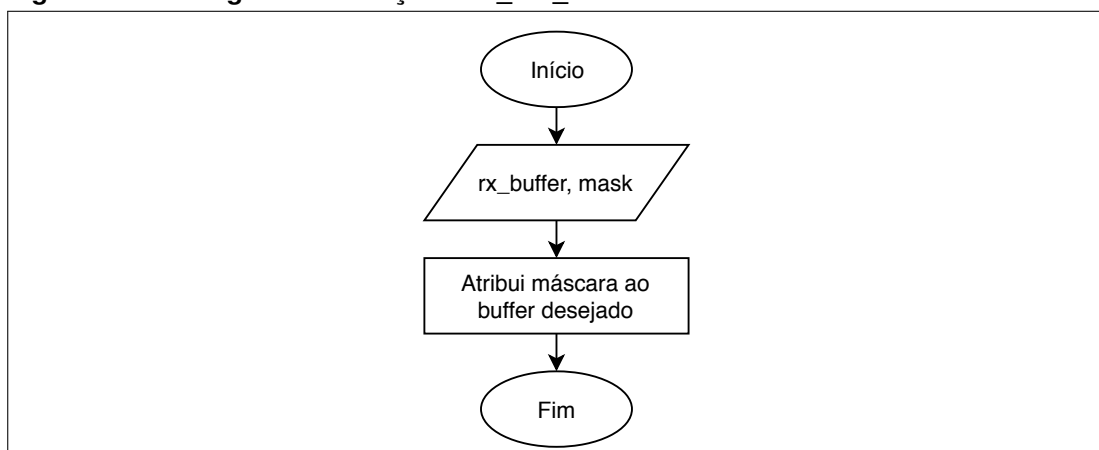 Início
rx_buffer, mask
Atribui máscara ao
buffer desejado
Fim